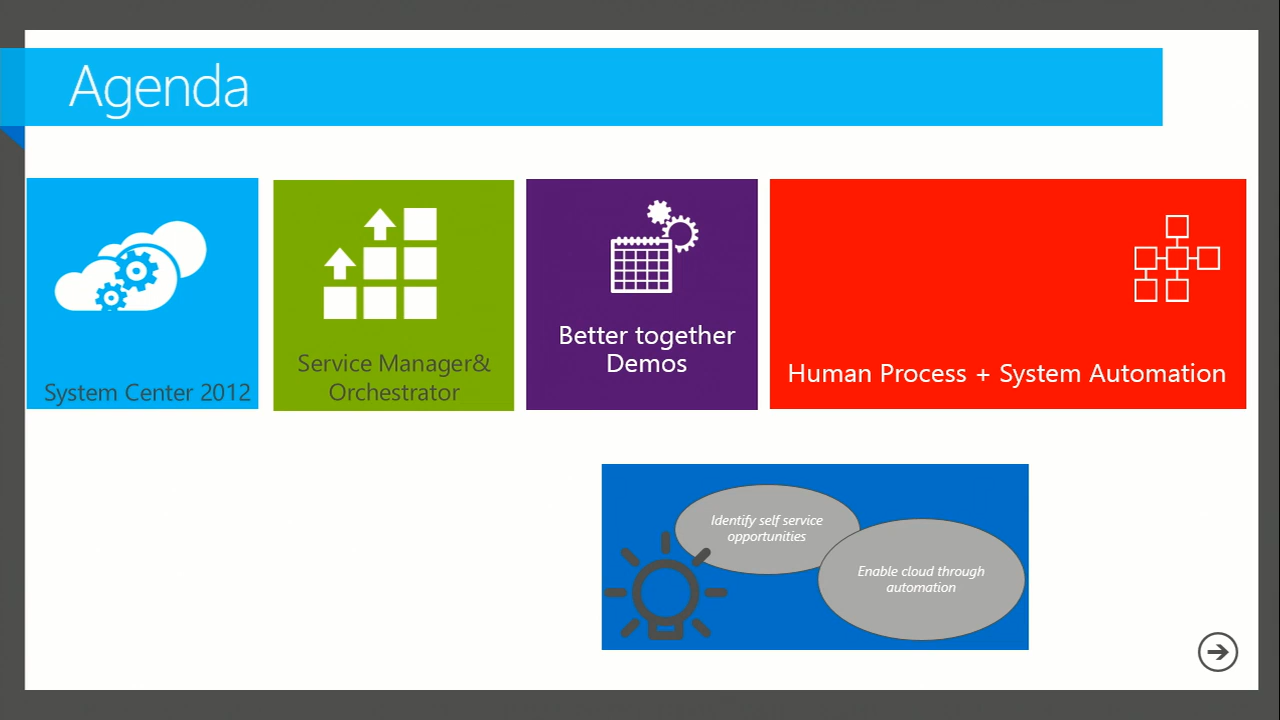 Agenda
System Center 2012
Service Manager&
Orchestrator
Better together
Demos
Human Process + System Automation
Identify self service
opportunities
Enable cloud through
automation